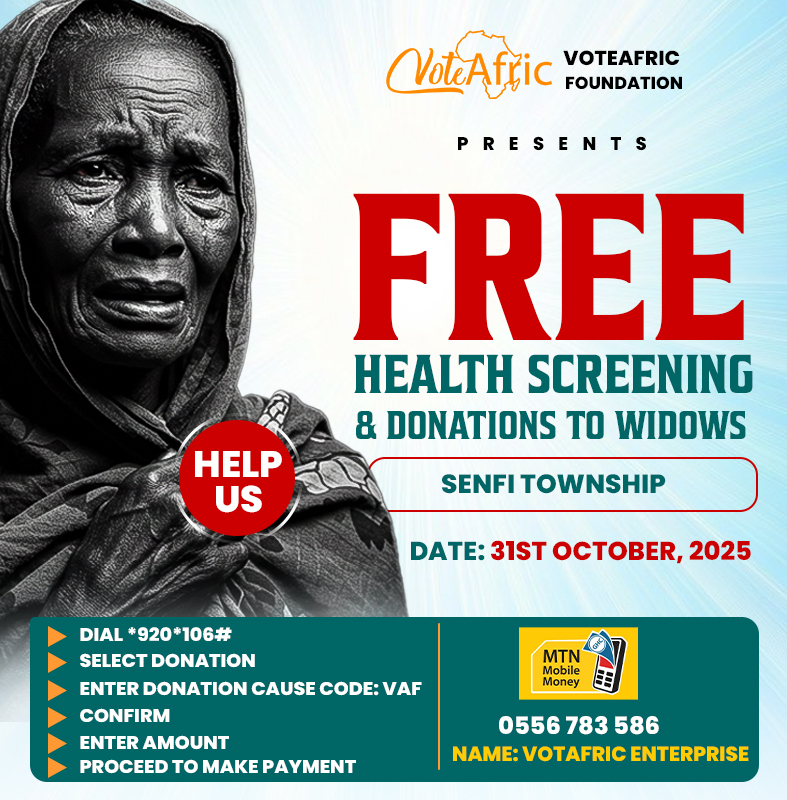 VoteAfric
VOTEAFRIC
FOUNDATION
PRESENTS
FREE
HEALTH SCREENING
& DONATIONS TO WIDOWS
HELP
US
SENFI TOWNSHIP
DATE: 31ST OCTOBER, 2025
DIAL *920*106#
SELECT DONATION
ENTER DONATION CAUSE CODE: VAF
CONFIRM
ENTER AMOUNT
PROCEED TO MAKE PAYMENT
MTN
Mobile
Money
0556 783 586
NAME: VOTAFRIC ENTERPRISE